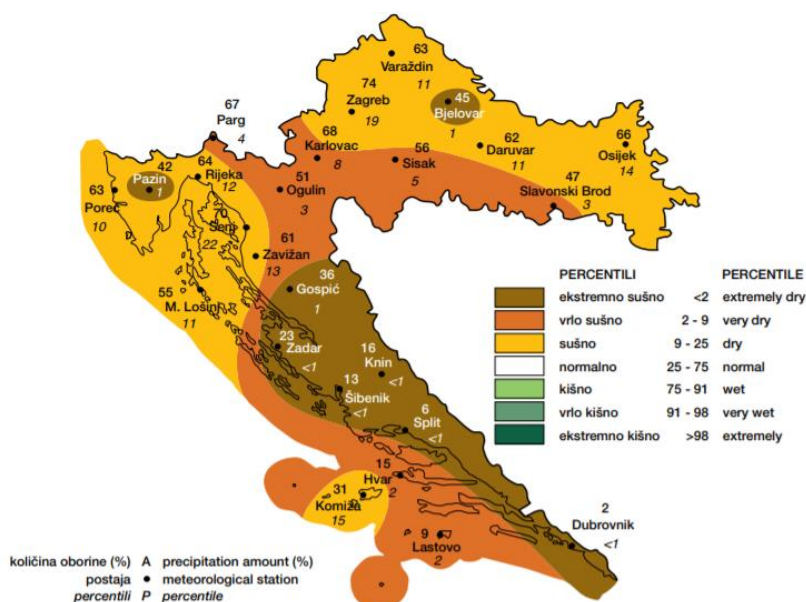 63
Varaždin
11
74
Zagreb
19
45
Bjelovar
1
67
Parg
4
68
Karlovac
8
56
Sisak
5
62
Daruvar
11
66
Osijek
14
47
Slavonski Brod
3
42
Pazin
1
64
Rijeka
12
63
Poreč
10
51
Ogulin
3
70
Senj
22
61
Zavižan
13
55
M. Lošinj
11
36
Gospić
1
23
Zadar
<1
16
Knin
<1
13
Šibenik
<1
6
Split
<1
15
Hvar
2
31
Komiža
15
9
Lastovo
2
2
Dubrovnik
<1
PERCENTILI PERCENTILE
ekstremno sušno <2 extremely dry
vrlo sušno 2 - 9 very dry
sušno 9 - 25 dry
normalno 25 - 75 normal
kišno 75 - 91 wet
vrlo kišno 91 - 98 very wet
ekstremno kišno >98 extremely
količina oborine (%) A precipitation amount (%)
postaja ● meteorological station
percentili P percentile